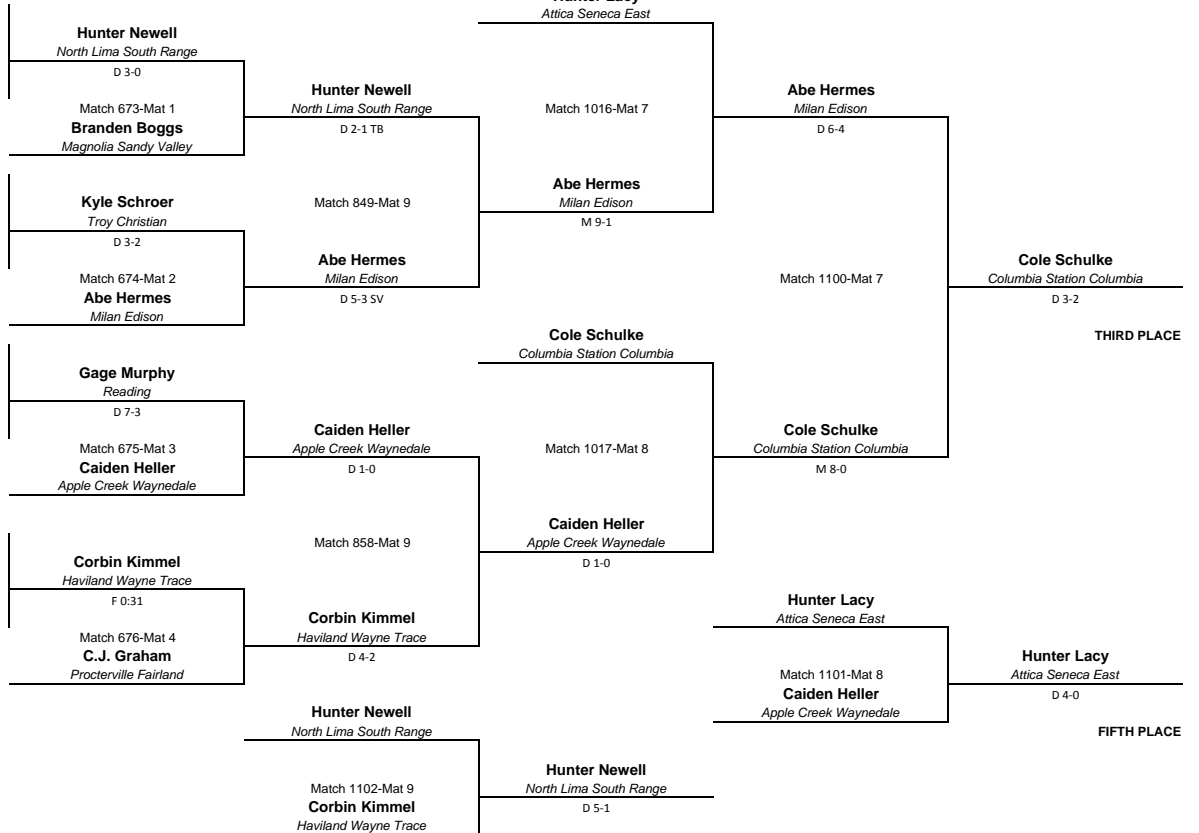 Hunter Lacy
Attica Seneca East
Hunter Newell
North Lima South Range
D 3-0
Match 673-Mat 1
Branden Boggs
Magnolia Sandy Valley
Hunter Newell
North Lima South Range
D 2-1 TB
Match 1016-Mat 7
Abe Hermes
Milan Edison
D 6-4
Kyle Schroer
Troy Christian
D 3-2
Match 674-Mat 2
Abe Hermes
Milan Edison
Match 849-Mat 9
Abe Hermes
Milan Edison
D 5-3 SV
Abe Hermes
Milan Edison
M 9-1
Match 1100-Mat 7
Cole Schulke
Columbia Station Columbia
D 3-2
THIRD PLACE
Gage Murphy
Reading
D 7-3
Match 675-Mat 3
Caiden Heller
Apple Creek Waynedale
Caiden Heller
Apple Creek Waynedale
D 1-0
Cole Schulke
Columbia Station Columbia
Match 1017-Mat 8
Cole Schulke
Columbia Station Columbia
M 8-0
Corbin Kimmel
Haviland Wayne Trace
F 0:31
Match 676-Mat 4
C.J. Graham
Procterville Fairland
Match 858-Mat 9
Corbin Kimmel
Haviland Wayne Trace
D 4-2
Caiden Heller
Apple Creek Waynedale
D 1-0
Hunter Lacy
Attica Seneca East
Match 1101-Mat 8
Caiden Heller
Apple Creek Waynedale
Hunter Lacy
Attica Seneca East
D 4-0
FIFTH PLACE
Hunter Newell
North Lima South Range
Match 1102-Mat 9
Corbin Kimmel
Haviland Wayne Trace
Hunter Newell
North Lima South Range
D 5-1